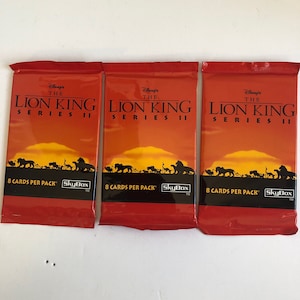 Disney's
THE
LION KING
SERIES II
8 CARDS PER PACK*
SkyBox
Disney's
THE
LION KING
SERIES II
8 CARDS PER PACK*
SkyBox
Disney's
THE
LION KING
SERIES II
8 CARDS PER PACK*
SkyBox